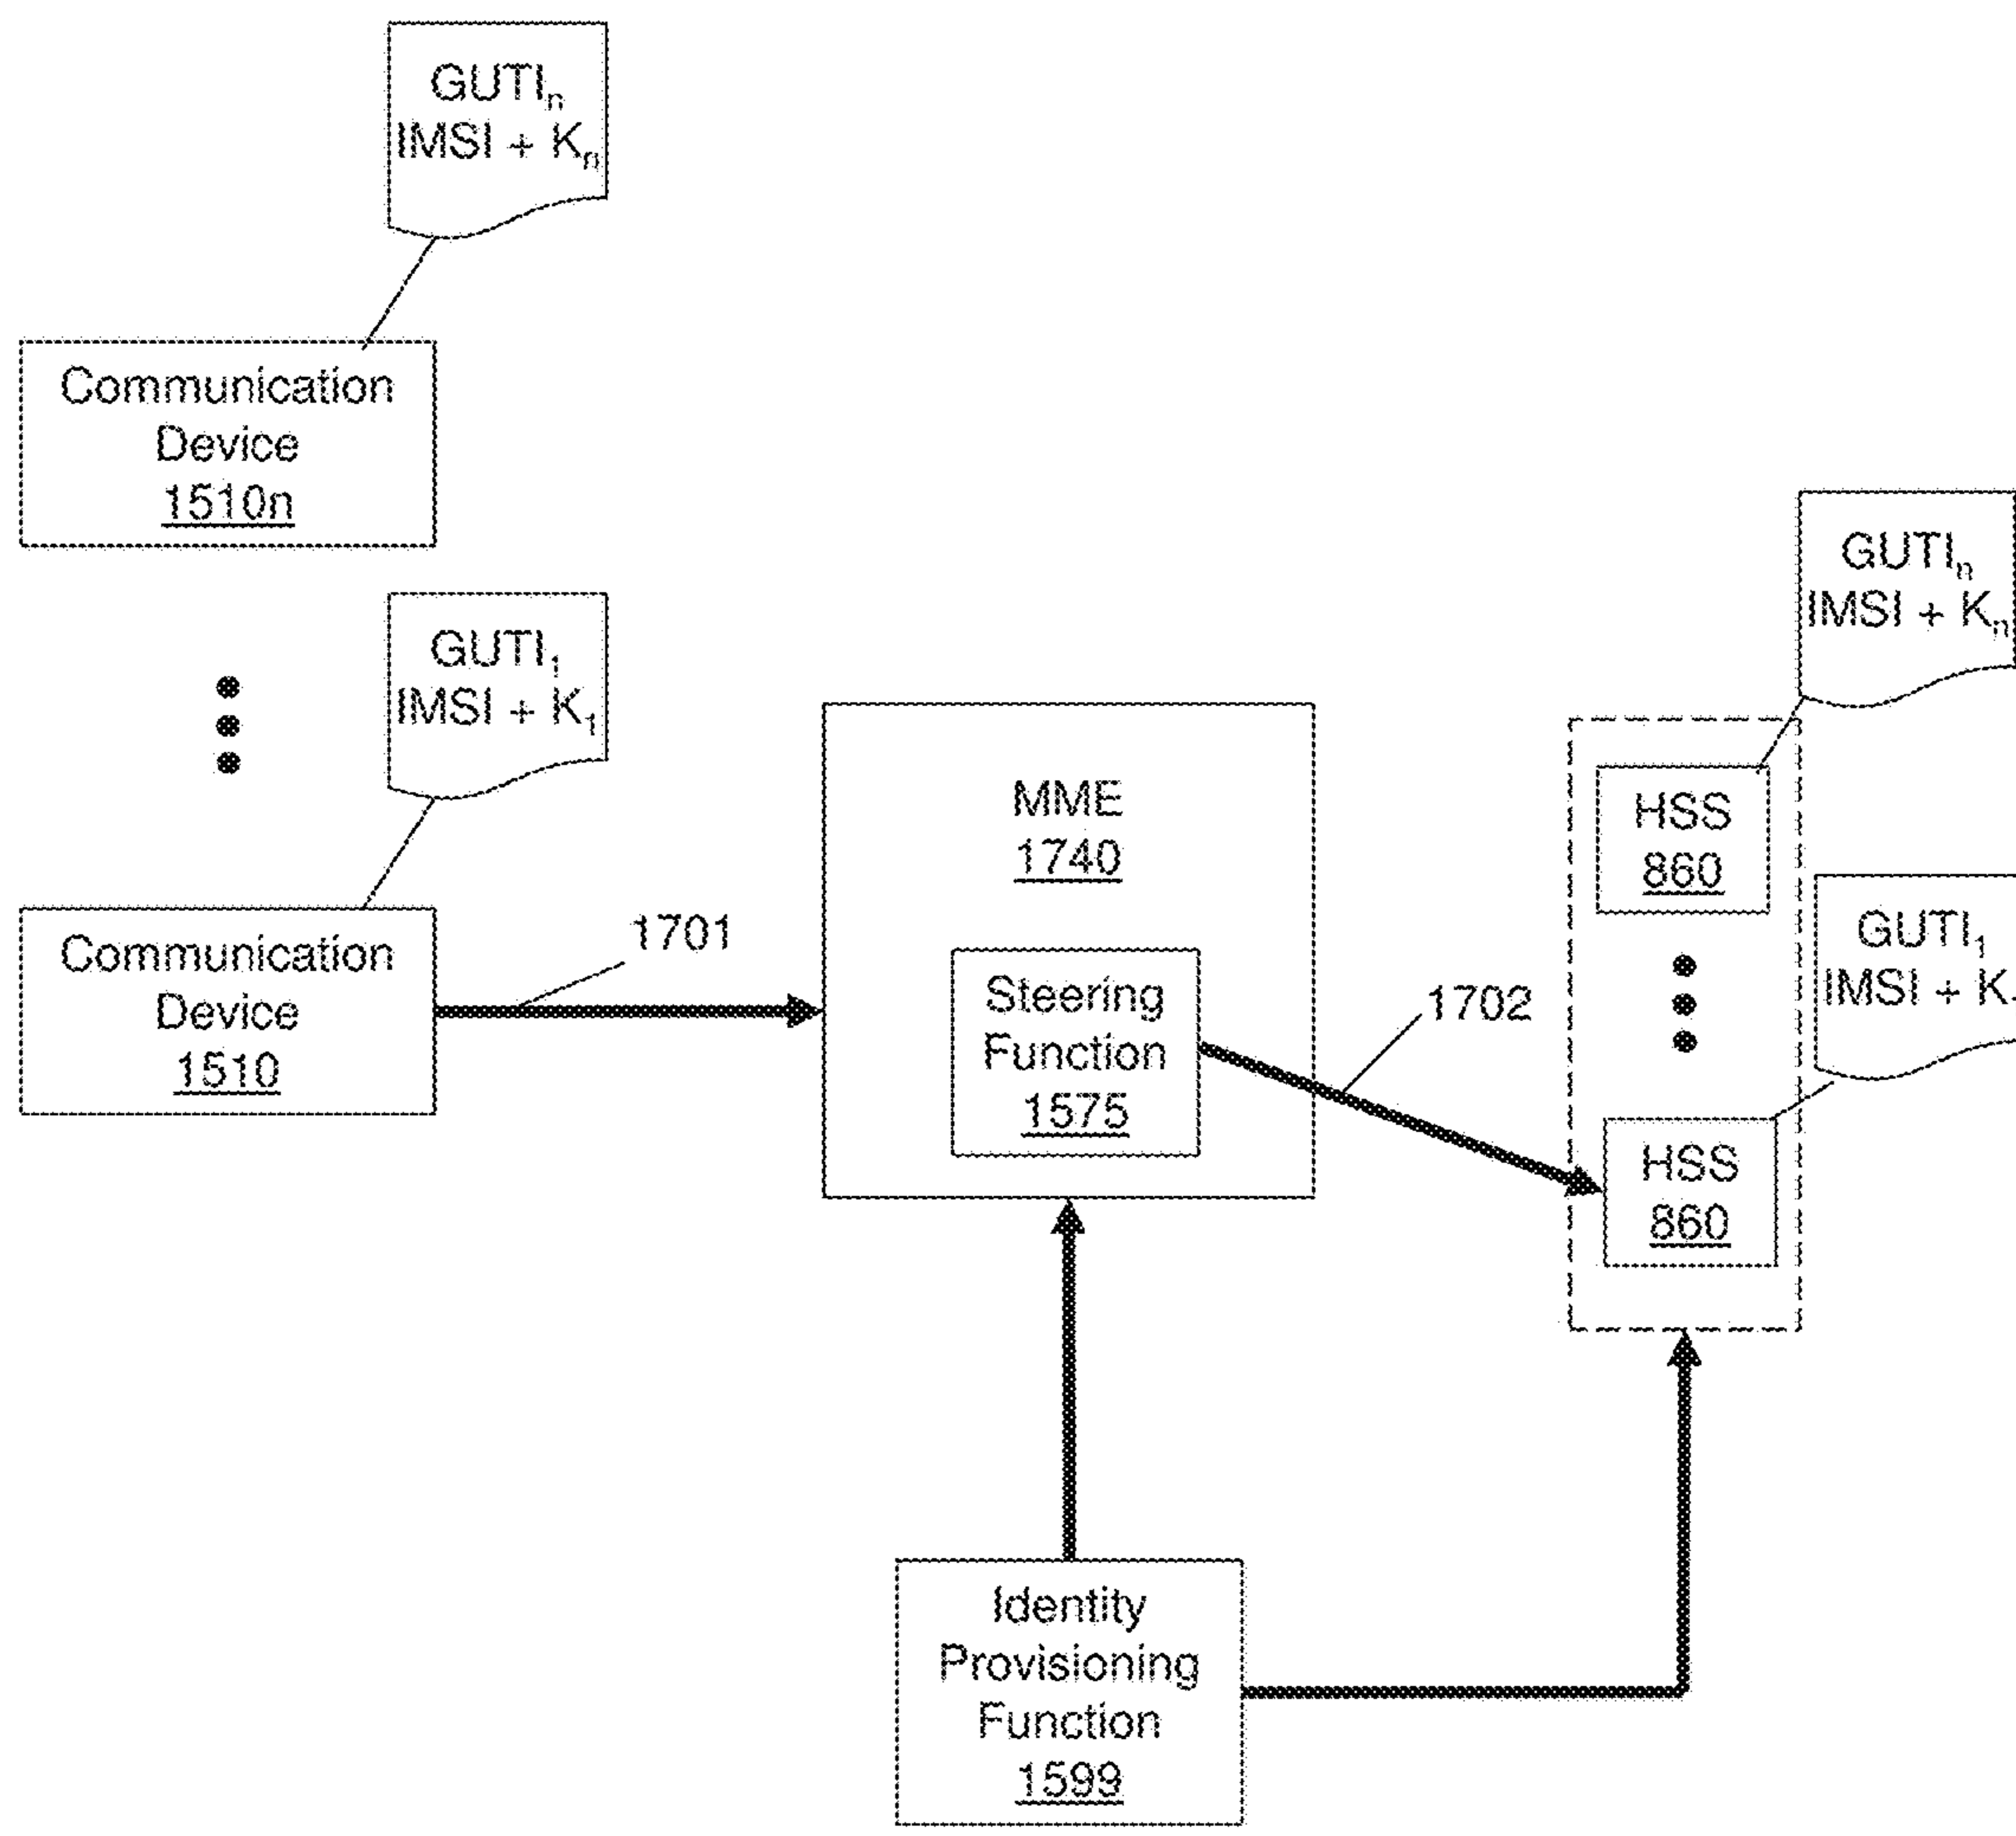 GUTIn
IMSI + Kn
Communication
Device
1510n
GUTI1
IMSI + K1
Communication
Device
1510
1701
MME
1740
Steering
Function
1575
1702
GUTIn
IMSI + Kn
HSS
860
GUTI1
IMSI + K
HSS
860
Identity
Provisioning
Function
1599